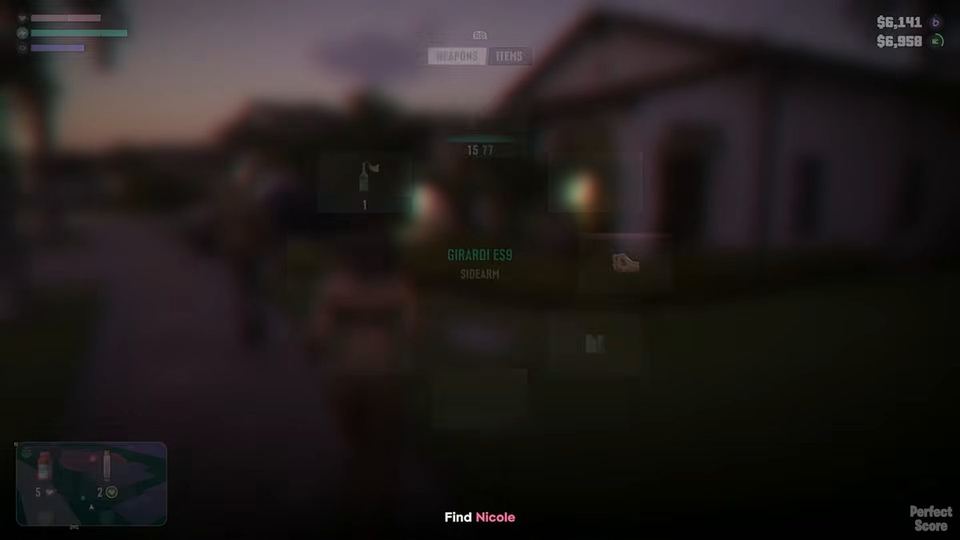 $6,141
$6,958
WEAPONS ITEMS
15 77
1
GIRARDI ES9
SIDEARM
5 2
Find Nicole
Perfect
Score